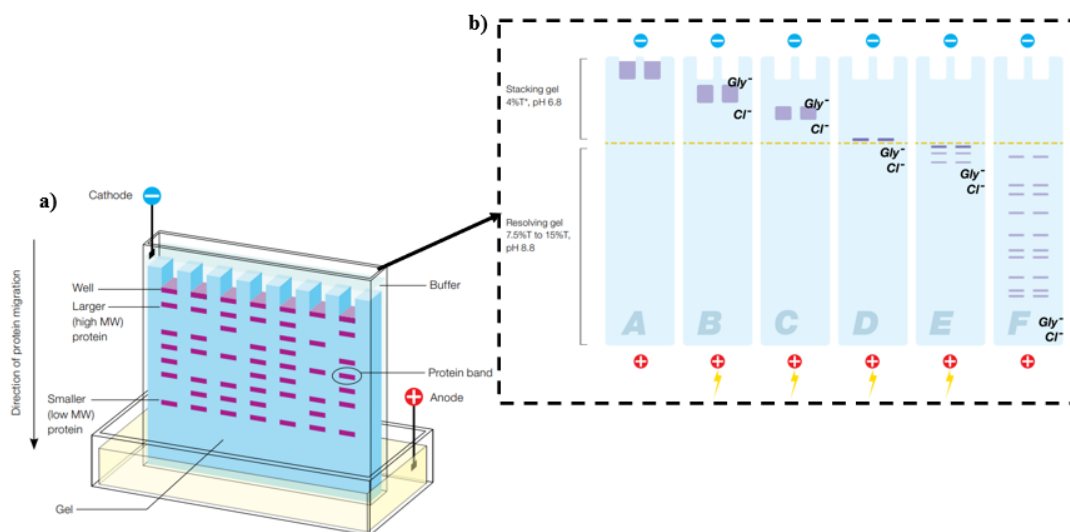 a)
Cathode
Direction of protein migration
Well
Larger
(high MW)
protein
Smaller
(low MW)
protein
Gel
Buffer
Protein band
Anode
b)
Stacking gel
4%T*, pH 6.8
Resolving gel
7.5%T to 15%T,
pH 8.8
Gly⁻
Cl⁻
Gly⁻
Cl⁻
Gly⁻
Cl⁻
Gly⁻
Cl⁻
Gly⁻
Cl⁻
A
B
C
D
E
F